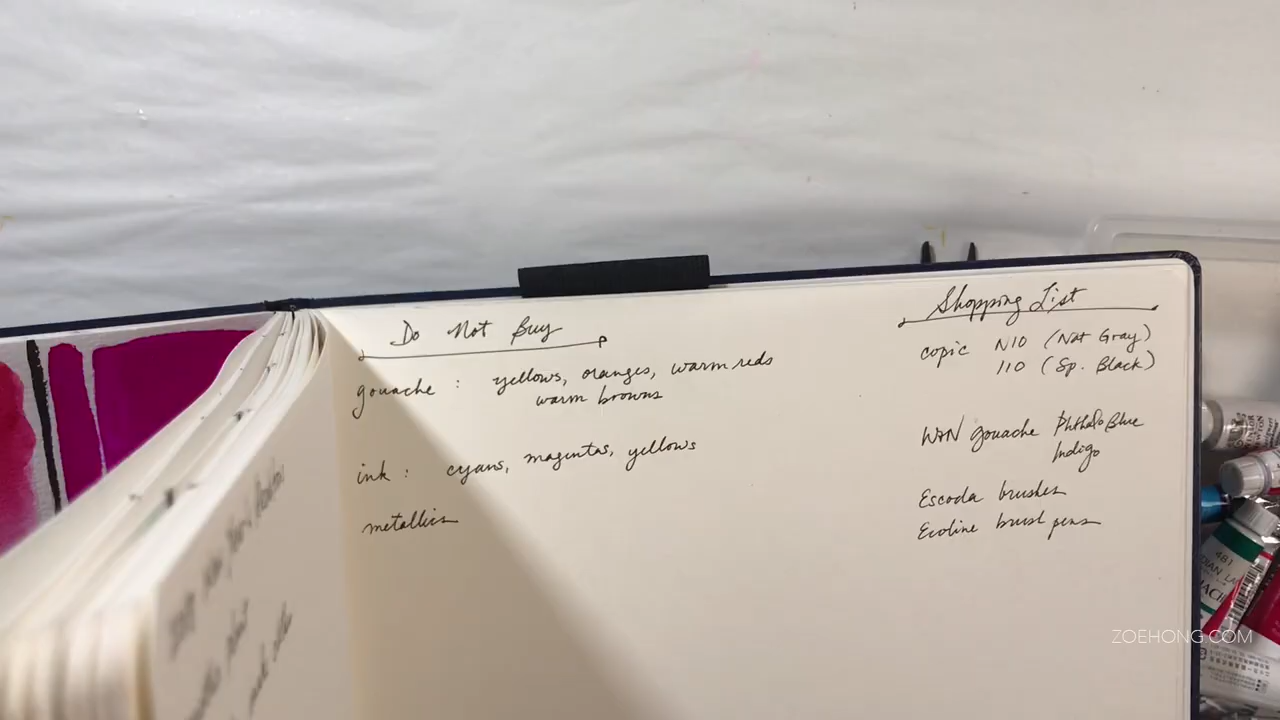 Do Not Buy
gouache : yellows, oranges, warm reds
warm browns
ink : cyans, magentas, yellows
metallics
Shopping List
copic N10 (Nat Gray)
110 (Sp. Black)
W+N gouache Phthalo Blue
Indigo
Escoda brushes
Ecoline brush pens
481
ZOEHONG.COM